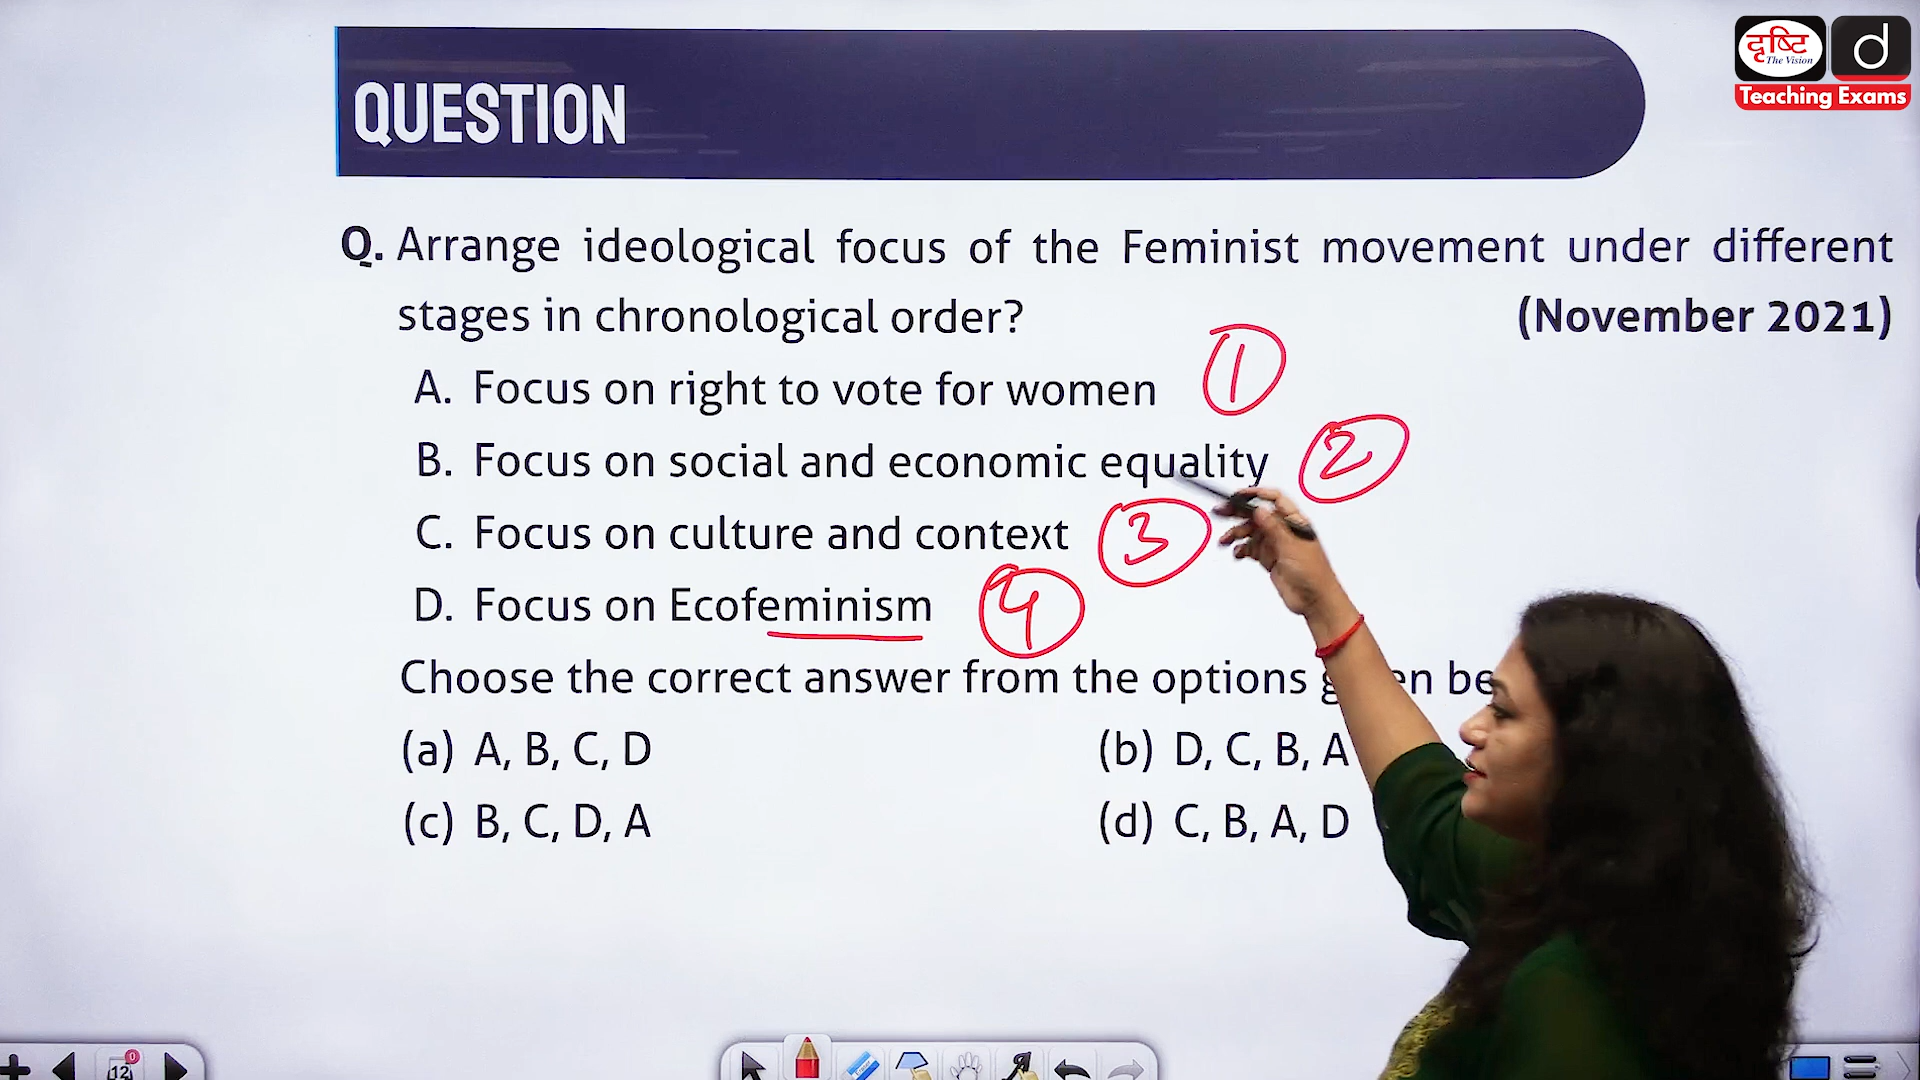 दृष्टि
The Vision
d
Teaching Exams
QUESTION
Q. Arrange ideological focus of the Feminist movement under different
stages in chronological order? (November 2021)
A. Focus on right to vote for women 1
B. Focus on social and economic equality 2
C. Focus on culture and context 3
D. Focus on Ecofeminism 4
Choose the correct answer from the options
(a) A, B, C, D (b) D, C, B, A
(c) B, C, D, A (d) C, B, A, D
0
12